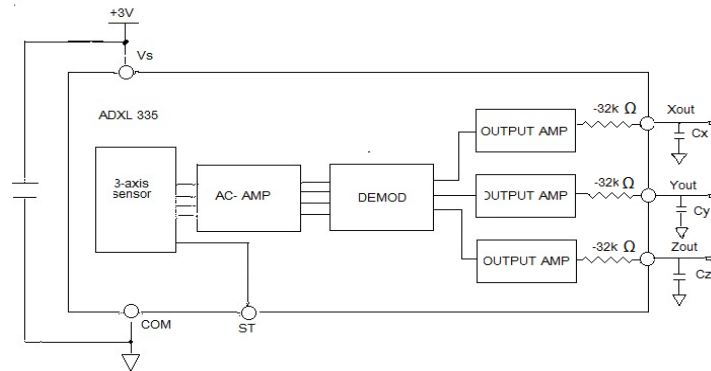 +3V
Vs
ADXL 335
3-axis
sensor
AC- AMP
DEMOD
OUTPUT AMP
-32k Ω
Xout
Cx
OUTPUT AMP
-32k Ω
Yout
Cy
OUTPUT AMP
-32k Ω
Zout
Cz
COM
ST